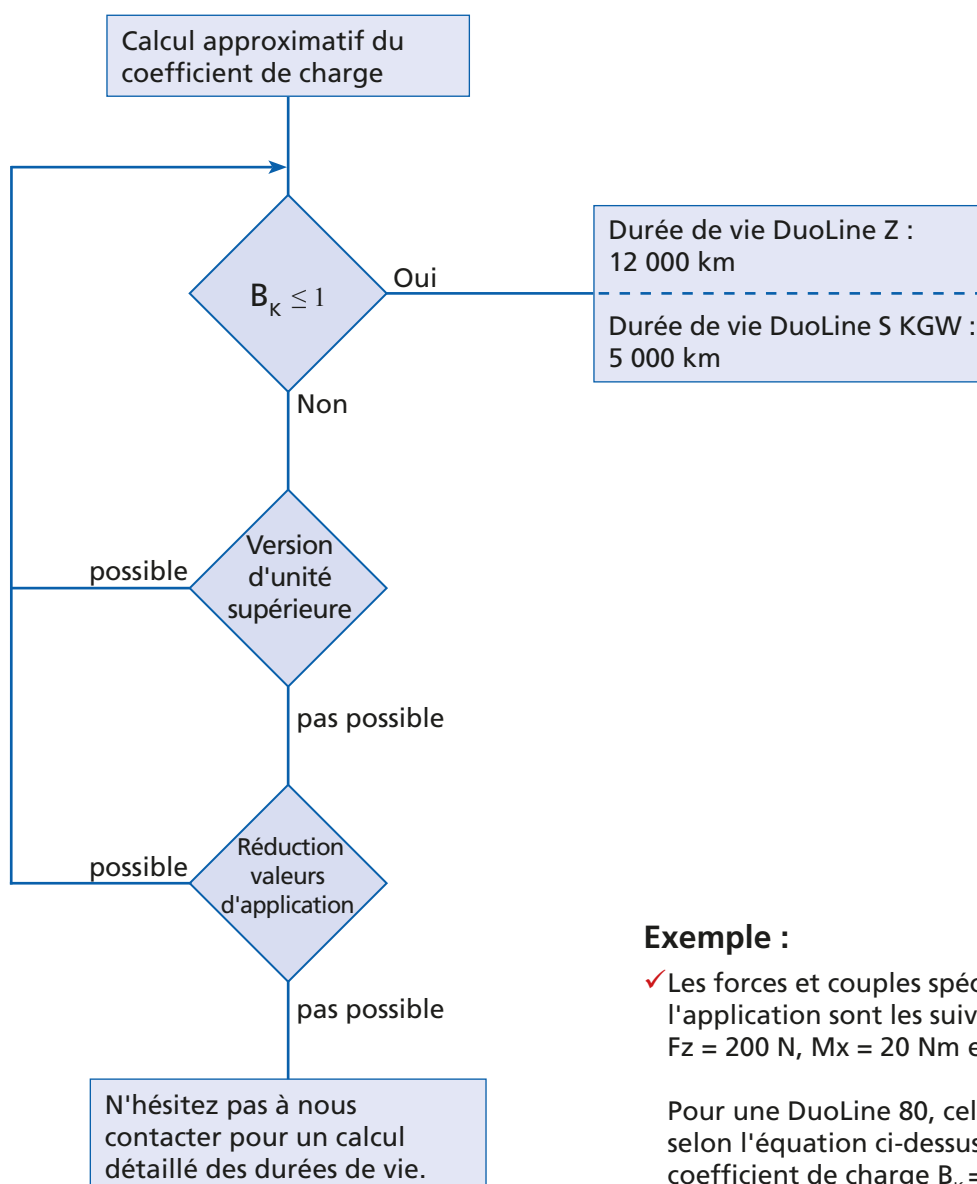 Calcul approximatif du
coefficient de charge
B_K ≤ 1
Oui
Durée de vie DuoLine Z :
12 000 km
Durée de vie DuoLine S KGW :
5 000 km
Non
Version
d'unité
supérieure
possible
pas possible
Réduction
valeurs
d'application
possible
pas possible
N'hésitez pas à nous
contacter pour un calcul
détaillé des durées de vie.
Exemple :
✓Les forces et couples
l'application sont les
Fz = 200 N, Mx = 20 Nm
Pour une DuoLine 80,
selon l'équation ci-dessus
coefficient de charge B_K =